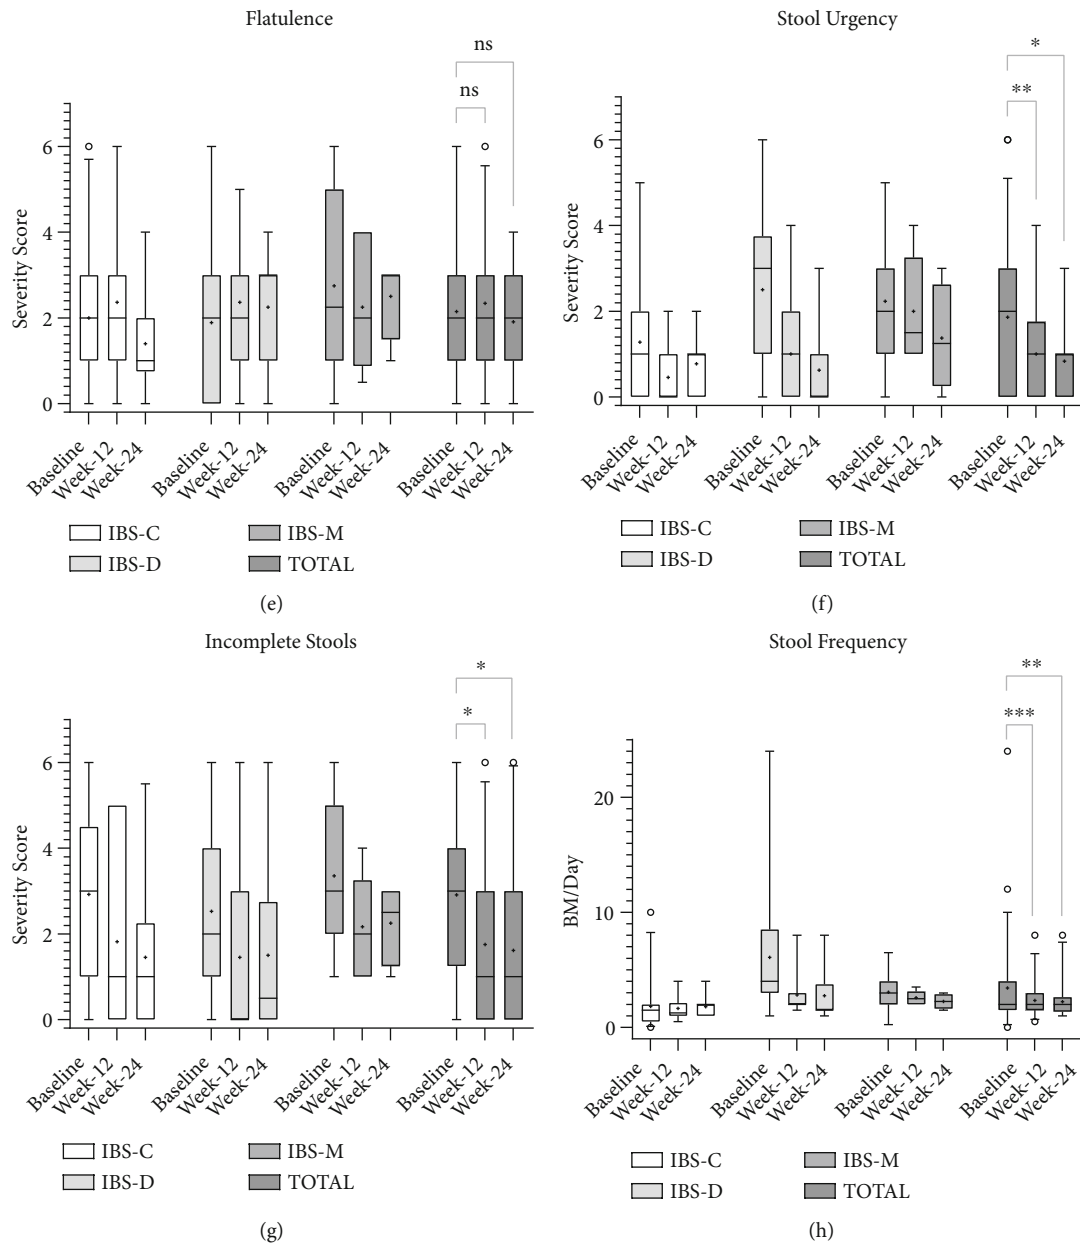 Flatulence
ns
ns
Severity Score
6
4
2
0
Baseline
Week-12
Week-24
Baseline
Week-12
Week-24
Baseline
Week-12
Week-24
Baseline
Week-12
Week-24
IBS-C
IBS-M
IBS-D
TOTAL
(e)
Stool Urgency
*
**
Severity Score
6
4
2
0
Baseline
Week-12
Week-24
Baseline
Week-12
Week-24
Baseline
Week-12
Week-24
Baseline
Week-12
Week-24
IBS-C
IBS-M
IBS-D
TOTAL
(f)
Incomplete Stools
*
*
Severity Score
6
4
2
0
Baseline
Week-12
Week-24
Baseline
Week-12
Week-24
Baseline
Week-12
Week-24
Baseline
Week-12
Week-24
IBS-C
IBS-M
IBS-D
TOTAL
(g)
Stool Frequency
**
***
BM/Day
20
10
0
Baseline
Week-12
Week-24
Baseline
Week-12
Week-24
Baseline
Week-12
Week-24
Baseline
Week-12
Week-24
IBS-C
IBS-M
IBS-D
TOTAL
(h)